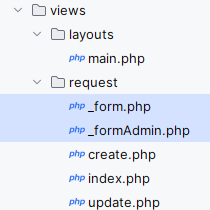 views
layouts
php main.php
request
php _form.php
php _formAdmin.php
php create.php
php index.php
php update.php